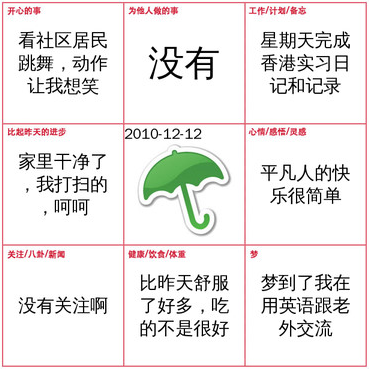 开心的事
看社区居民
跳舞，动作
让我想笑
为他人做的事
没有
工作/计划/备忘
星期天完成
香港实习日
记和记录
比起昨天的进步
家里干净了
，我打扫的
，呵呵
2010-12-12
心情/感悟/灵感
平凡人的快
乐很简单
关注/八卦/新闻
没有关注啊
健康/饮食/体重
比昨天舒服
了好多，吃
的不是很好
梦
梦到了我在
用英语跟老
外交流